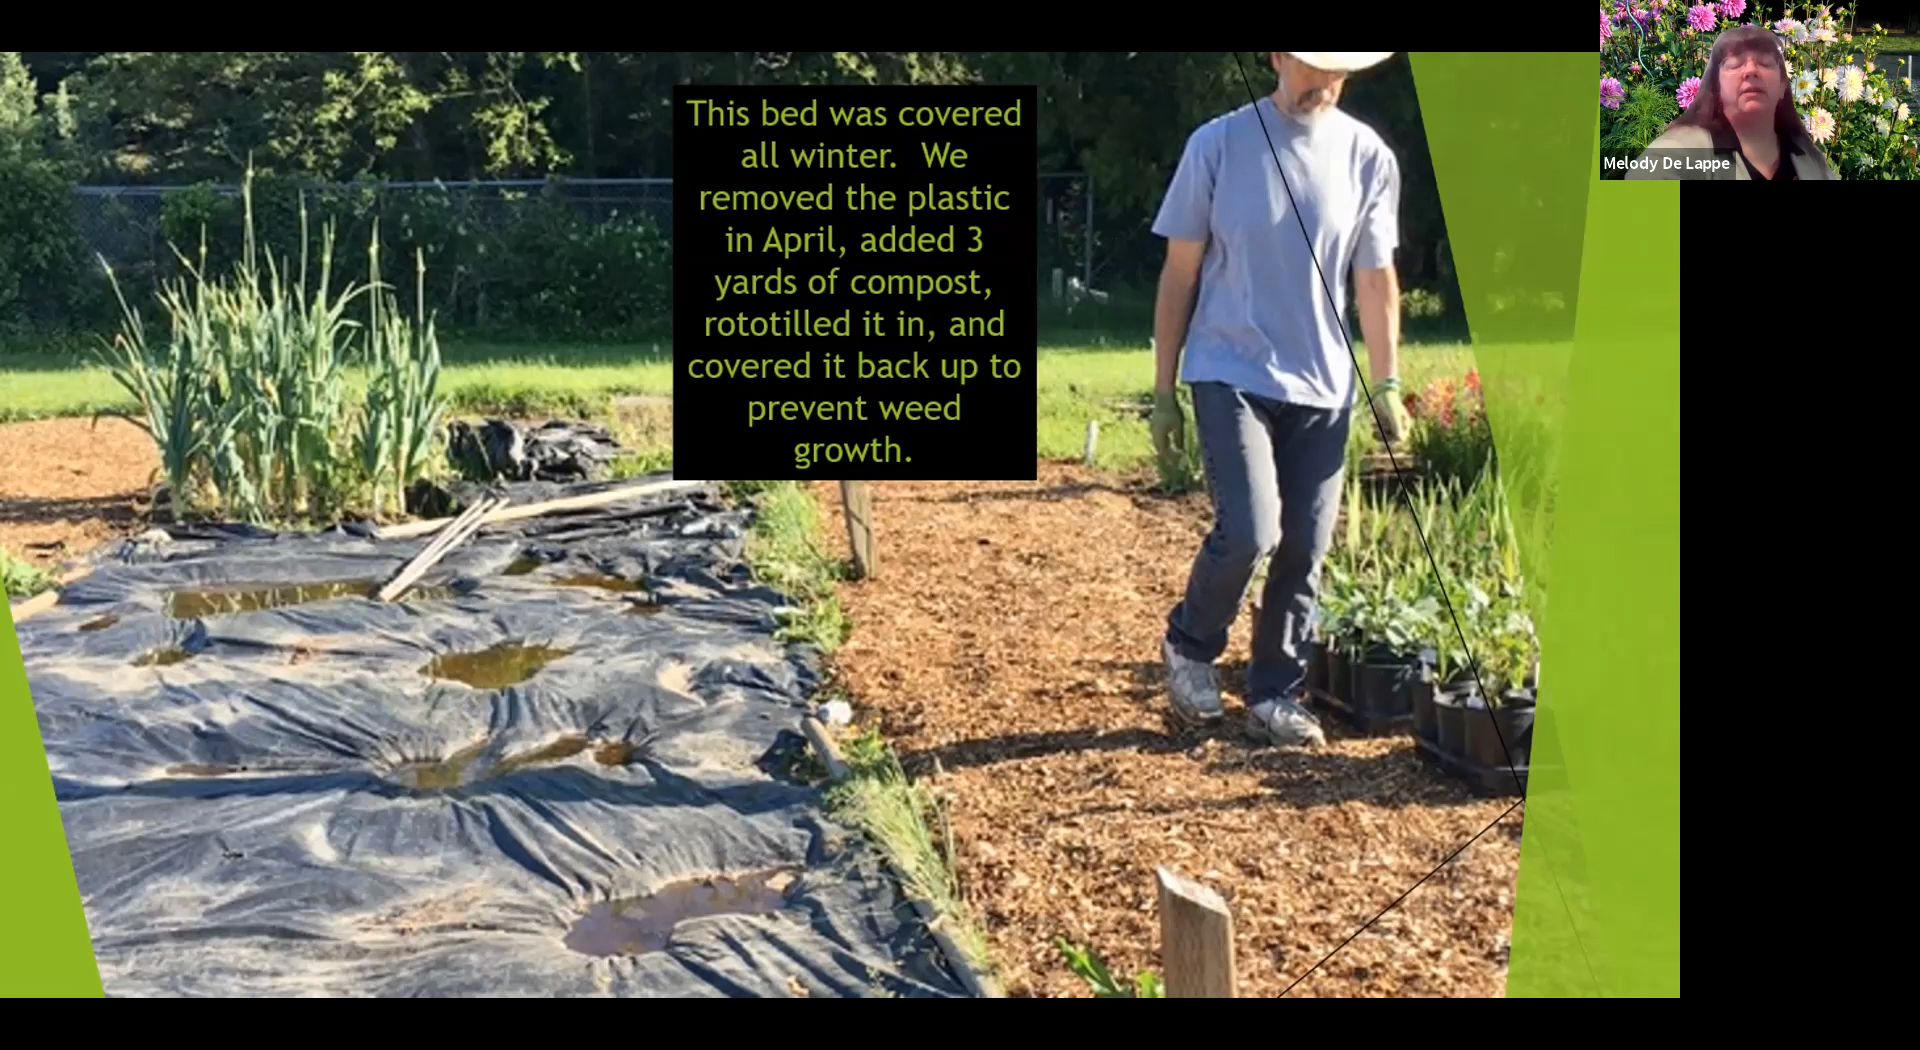 This bed was covered
all winter.  We
removed the plastic
in April, added 3
yards of compost,
rototilled it in, and
covered it back up to
prevent weed
growth.
Melody De Lappe